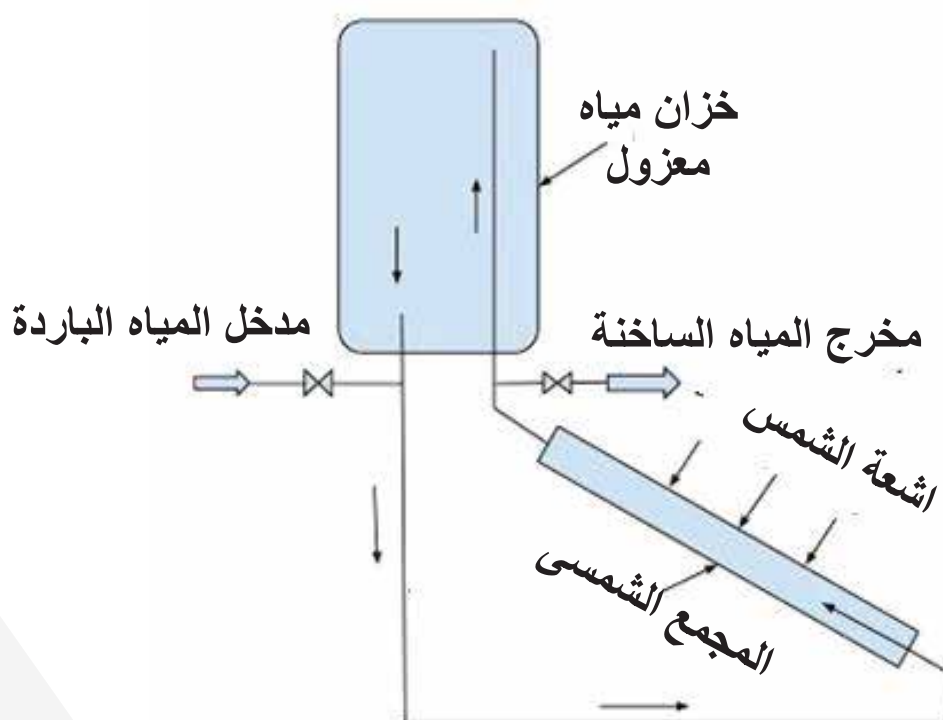 خزان مياه
معزول
مدخل المياه الباردة
مخرج المياه الساخنة
اشعة الشمس
المجمع الشمسى